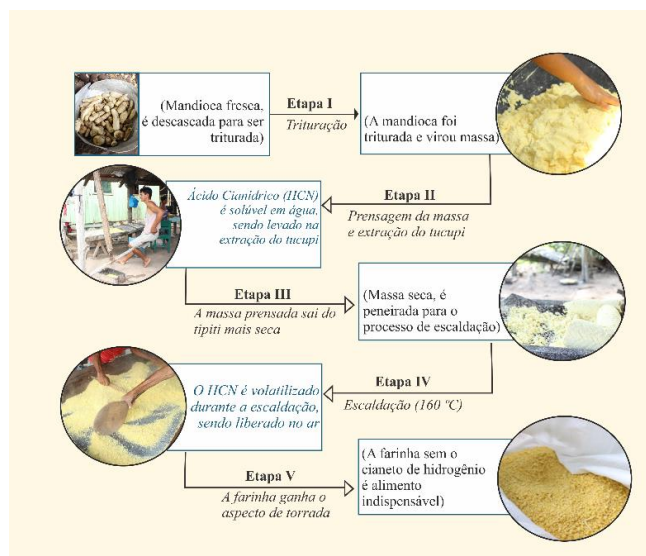 (Mandioca fresca,
é descascada para ser
triturada)
Etapa I
Trituração
(A mandioca foi
triturada e virou massa)
Etapa II
Prensagem da massa
e extração do tucupi
Ácido Cianídrico (HCN)
é solúvel em água,
sendo levado na
extração do tucupi
Etapa III
A massa prensada sai do
tipiti mais seca
(Massa seca, é
peneirada para o
processo de escaldação)
Etapa IV
Escaldação (160 ºC)
O HCN é volatilizado
durante a escaldação,
sendo liberado no ar
Etapa V
A farinha ganha o
aspecto de torrada
(A farinha sem o
cianeto de hidrogênio
é alimento
indispensável)